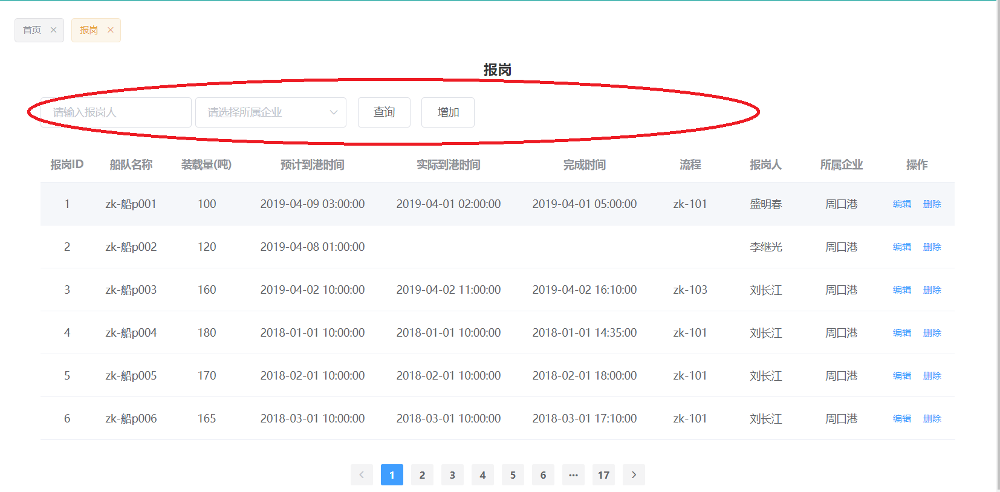 首页 × 报岗 ×
报岗
请输入报岗人 请选择所属企业 查询 增加
报岗ID 船队名称 装载量(吨) 预计到港时间 实际到港时间 完成时间 流程 报岗人 所属企业 操作
1 zk-船p001 100 2019-04-09 03:00:00 2019-04-01 02:00:00 2019-04-01 05:00:00 zk-101 盛明春 周口港 编辑 删除
2 zk-船p002 120 2019-04-08 01:00:00 李继光 周口港 编辑 删除
3 zk-船p003 160 2019-04-02 10:00:00 2019-04-02 11:00:00 2019-04-02 16:10:00 zk-103 刘长江 周口港 编辑 删除
4 zk-船p004 180 2018-01-01 10:00:00 2018-01-01 10:00:00 2018-01-01 14:35:00 zk-101 刘长江 周口港 编辑 删除
5 zk-船p005 170 2018-02-01 10:00:00 2018-02-01 10:00:00 2018-02-01 18:00:00 zk-101 刘长江 周口港 编辑 删除
6 zk-船p006 165 2018-03-01 10:00:00 2018-03-01 10:00:00 2018-03-01 17:10:00 zk-101 刘长江 周口港 编辑 删除
< 1 2 3 4 5 6 ··· 17 >